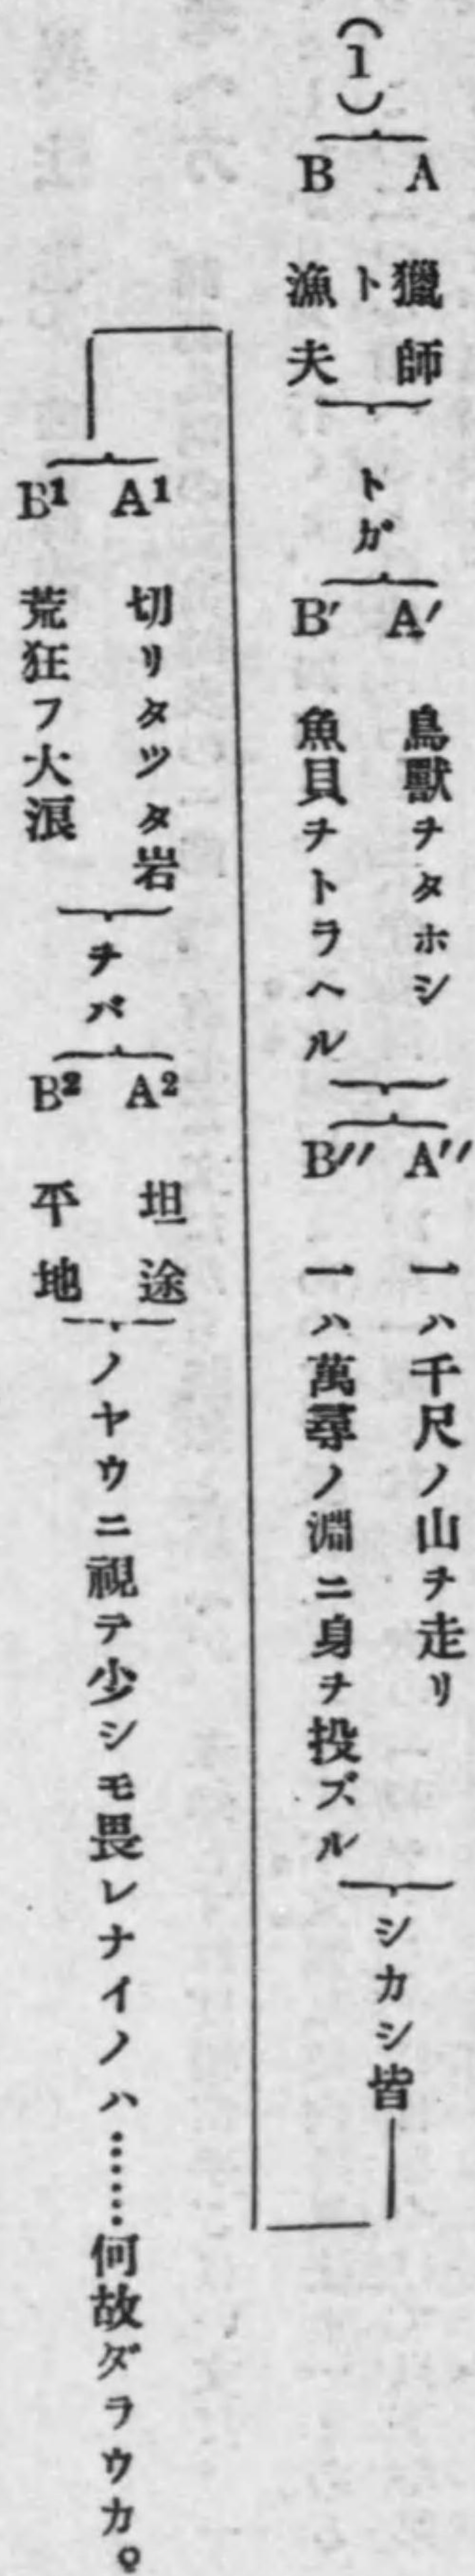 (1)
A 獵師
ト
B 漁夫
トガ
A′ 鳥獸ヲタホシ
B′ 魚貝ヲトラヘル
A″ 一ハ千尺ノ山ヲ走リ
B″ 一ハ萬尋ノ淵ニ身ヲ投ズル
シカシ皆
A¹ 切リタツタ岩
B¹ 荒狂フ大浪
ヲバ
A² 坦途
B² 平地
ノヤウニ視テ少シモ畏レナイノハ……何故ダラウカ。